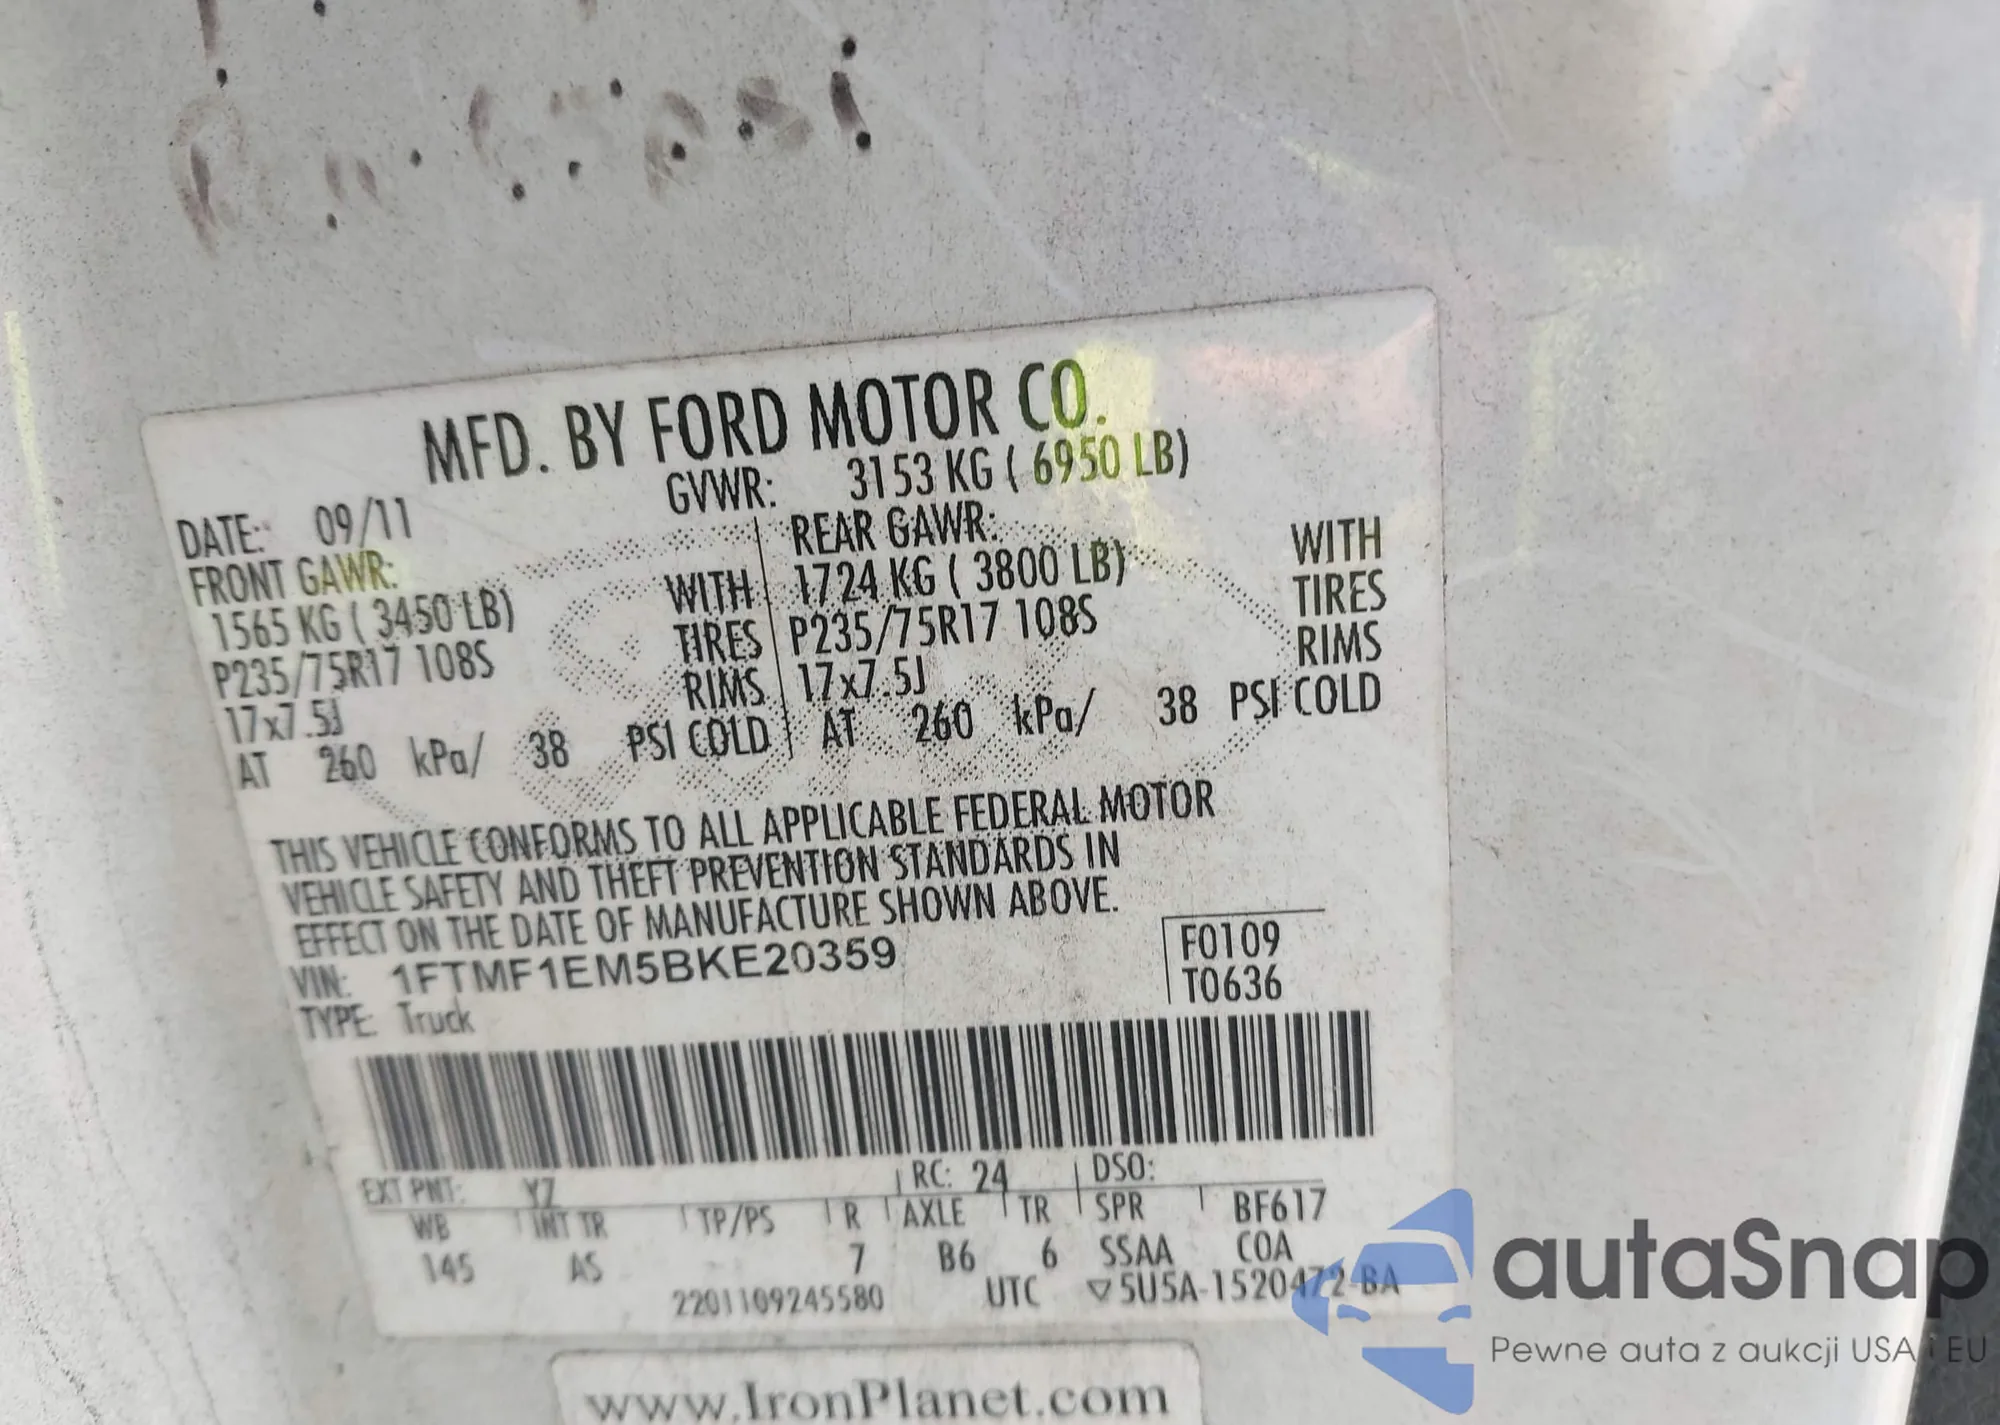 MFD. BY FORD MOTOR CO.
DATE: 09/11 GVWR: 3153 KG ( 6950 LB)
FRONT GAWR: REAR GAWR:
1565 KG ( 3450 LB) WITH 1724 KG ( 3800 LB) WITH
P235/75R17 108S TIRES P235/75R17 108S TIRES
17x7.5J RIMS 17x7.5J RIMS
AT 260 kPa/ 38 PSI COLD AT 260 kPa/ 38 PSI COLD
THIS VEHICLE CONFORMS TO ALL APPLICABLE FEDERAL MOTOR
VEHICLE SAFETY AND THEFT PREVENTION STANDARDS IN
EFFECT ON THE DATE OF MANUFACTURE SHOWN ABOVE.
VIN: 1FTMF1EM5BKE20359 F0109
TYPE: Truck T0636
EXT PNT: YZ RC: 24 DSO:
WB INT TR TP/PS R AXLE TR SPR BF617
145 AS 7 B6 6 SSAA COA
2201109245580 UTC ▽5U5A-1520472-BA
www.IronPlanet.com
autaSnap
Pewne auta z aukcji USA i EU